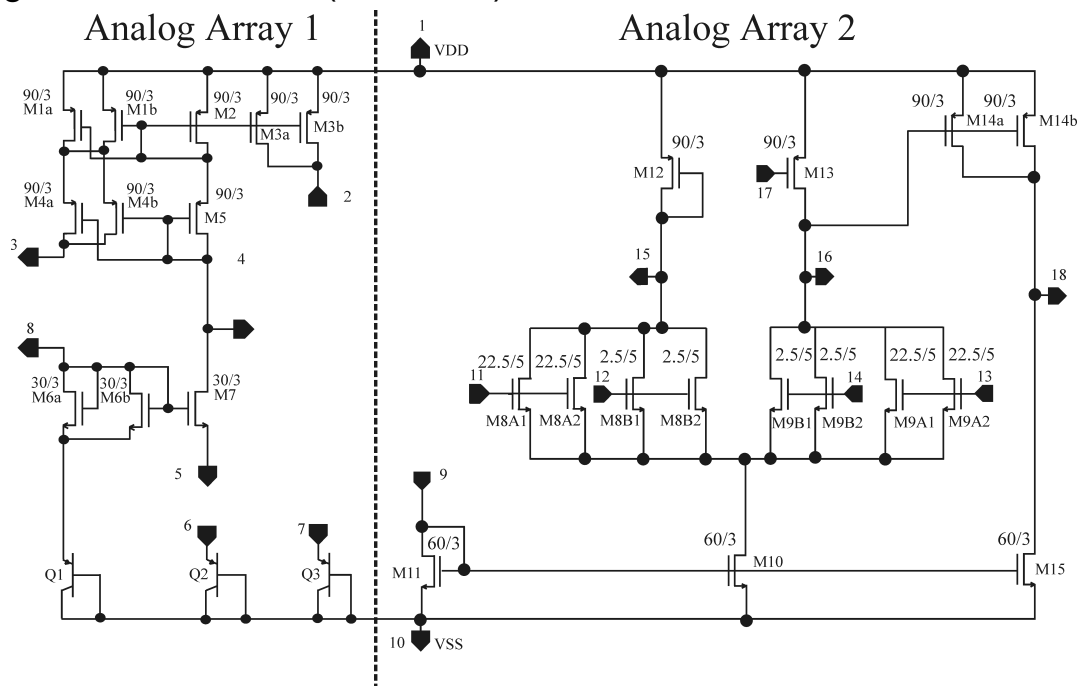 Analog Array 1
Analog Array 2
1
VDD
90/3
M1a
90/3
M1b
90/3
M2
90/3
M3a
90/3
M3b
2
90/3
M4a
90/3
M4b
90/3
M5
3
4
8
30/3
M6a
30/3
M6b
30/3
M7
5
6
7
Q1
Q2
Q3
90/3
M12
90/3
M13
17
90/3
M14a
90/3
M14b
15
16
18
22.5/5
22.5/5
2.5/5
2.5/5
2.5/5
2.5/5
22.5/5
22.5/5
11
12
14
13
M8A1
M8A2
M8B1
M8B2
M9B1
M9B2
M9A1
M9A2
9
60/3
M11
60/3
M10
60/3
M15
10
VSS